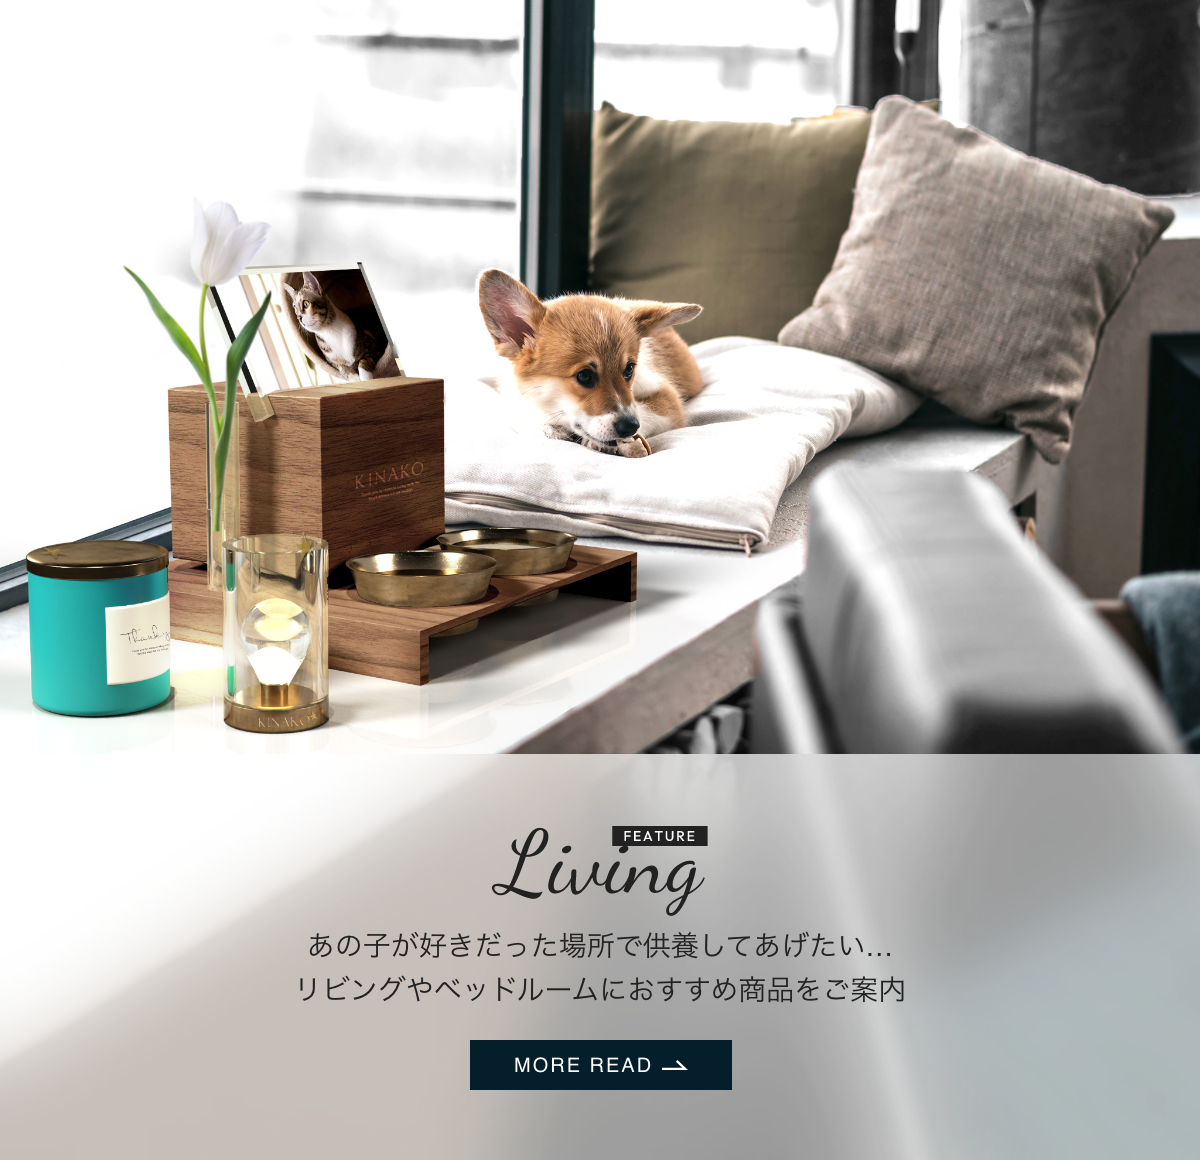 KINAKO
Thank
KINAKO
FEATURE
Living
あの子が好きだった場所で供養してあげたい…
リビングやベッドルームにおすすめ商品をご案内
MORE READ